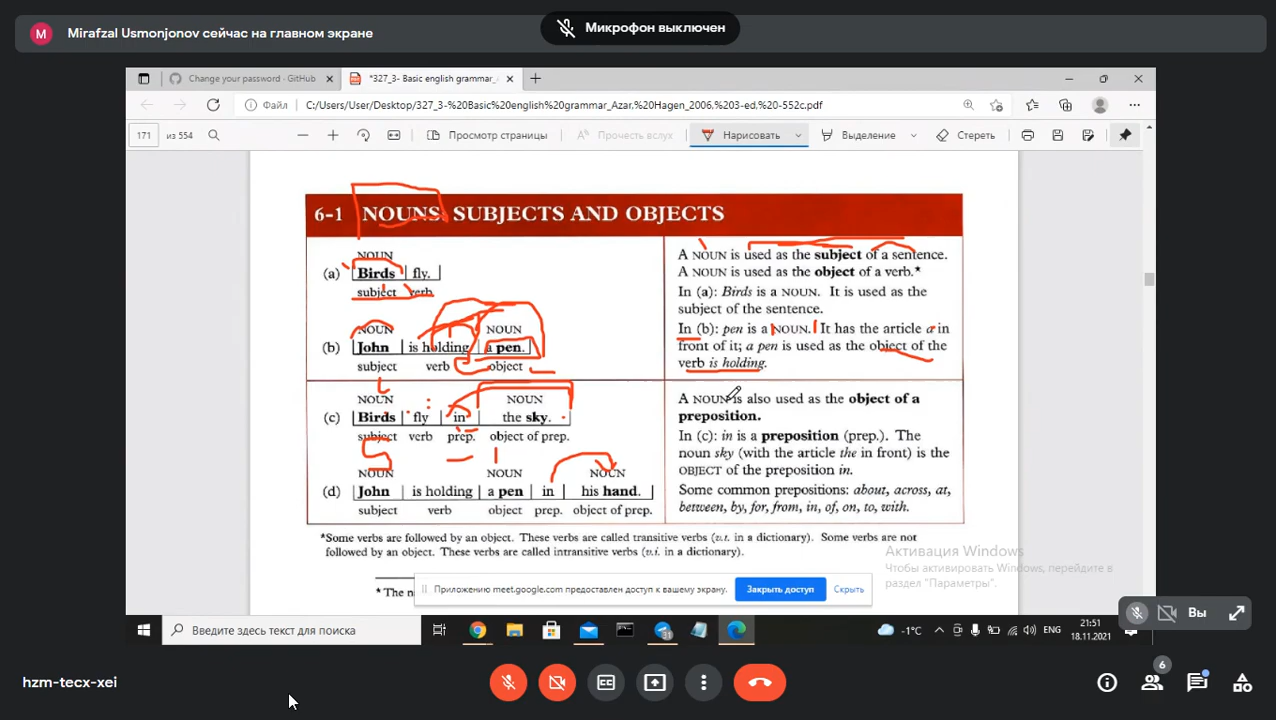 M Mirafzal Usmonjonov сейчас на главном экране
Микрофон выключен
Change your password · GitHub
*327_3- Basic english grammar_
Файл C:/Users/User/Desktop/327_3-%20Basic%20english%20grammar_Azar,%20Hagen_2006.%203-ed,%20-552c.pdf
171 из 554 Просмотр страницы Прочесть вслух Нарисовать Выделение Стереть
6-1 NOUNS: SUBJECTS AND OBJECTS
NOUN
(a) Birds fly.
subject verb
NOUN NOUN
(b) John is holding a pen.
subject verb object
A NOUN is used as the subject of a sentence.
A NOUN is used as the object of a verb.*
In (a): Birds is a NOUN. It is used as the
subject of the sentence.
In (b): pen is a NOUN. It has the article a in
front of it; a pen is used as the object of the
verb is holding.
NOUN NOUN
(c) Birds fly in the sky.
subject verb prep. object of prep.
NOUN NOUN NOUN
(d) John is holding a pen in his hand.
subject verb object prep. object of prep.
A NOUN is also used as the object of a
preposition.
In (c): in is a preposition (prep.). The
noun sky (with the article the in front) is the
OBJECT of the preposition in.
Some common prepositions: about, across, at,
between, by, for, from, in, of, on, to, with.
*Some verbs are followed by an object. These verbs are called transitive verbs (v.t. in a dictionary). Some verbs are not
followed by an object. These verbs are called intransitive verbs (v.i. in a dictionary).
Активация Windows
Чтобы активировать Windows, перейдите в
раздел "Параметры".
* The n
Приложению meet.google.com предоставлен доступ к вашему экрану. Закрыть доступ Скрыть
Вы
Введите здесь текст для поиска
31
-1°C ENG
21:51
18.11.2021
hzm-tecx-xei
6